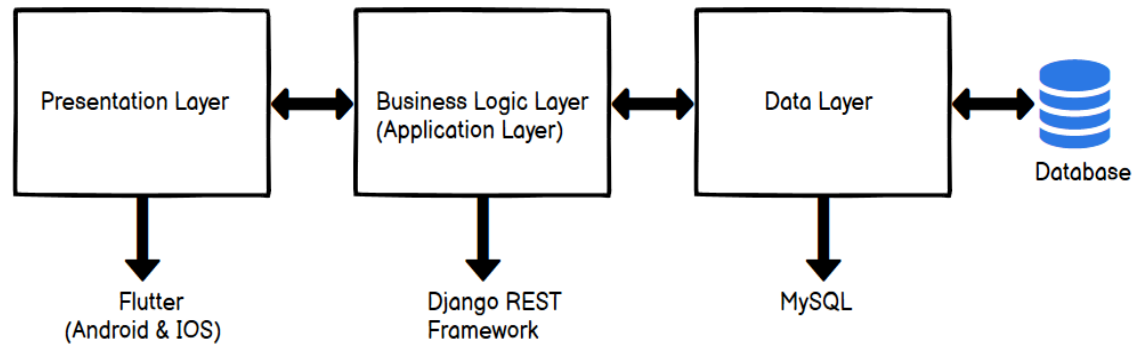 Presentation Layer
Business Logic Layer
(Application Layer)
Data Layer
Database
Flutter
(Android & IOS)
Django REST
Framework
MySQL